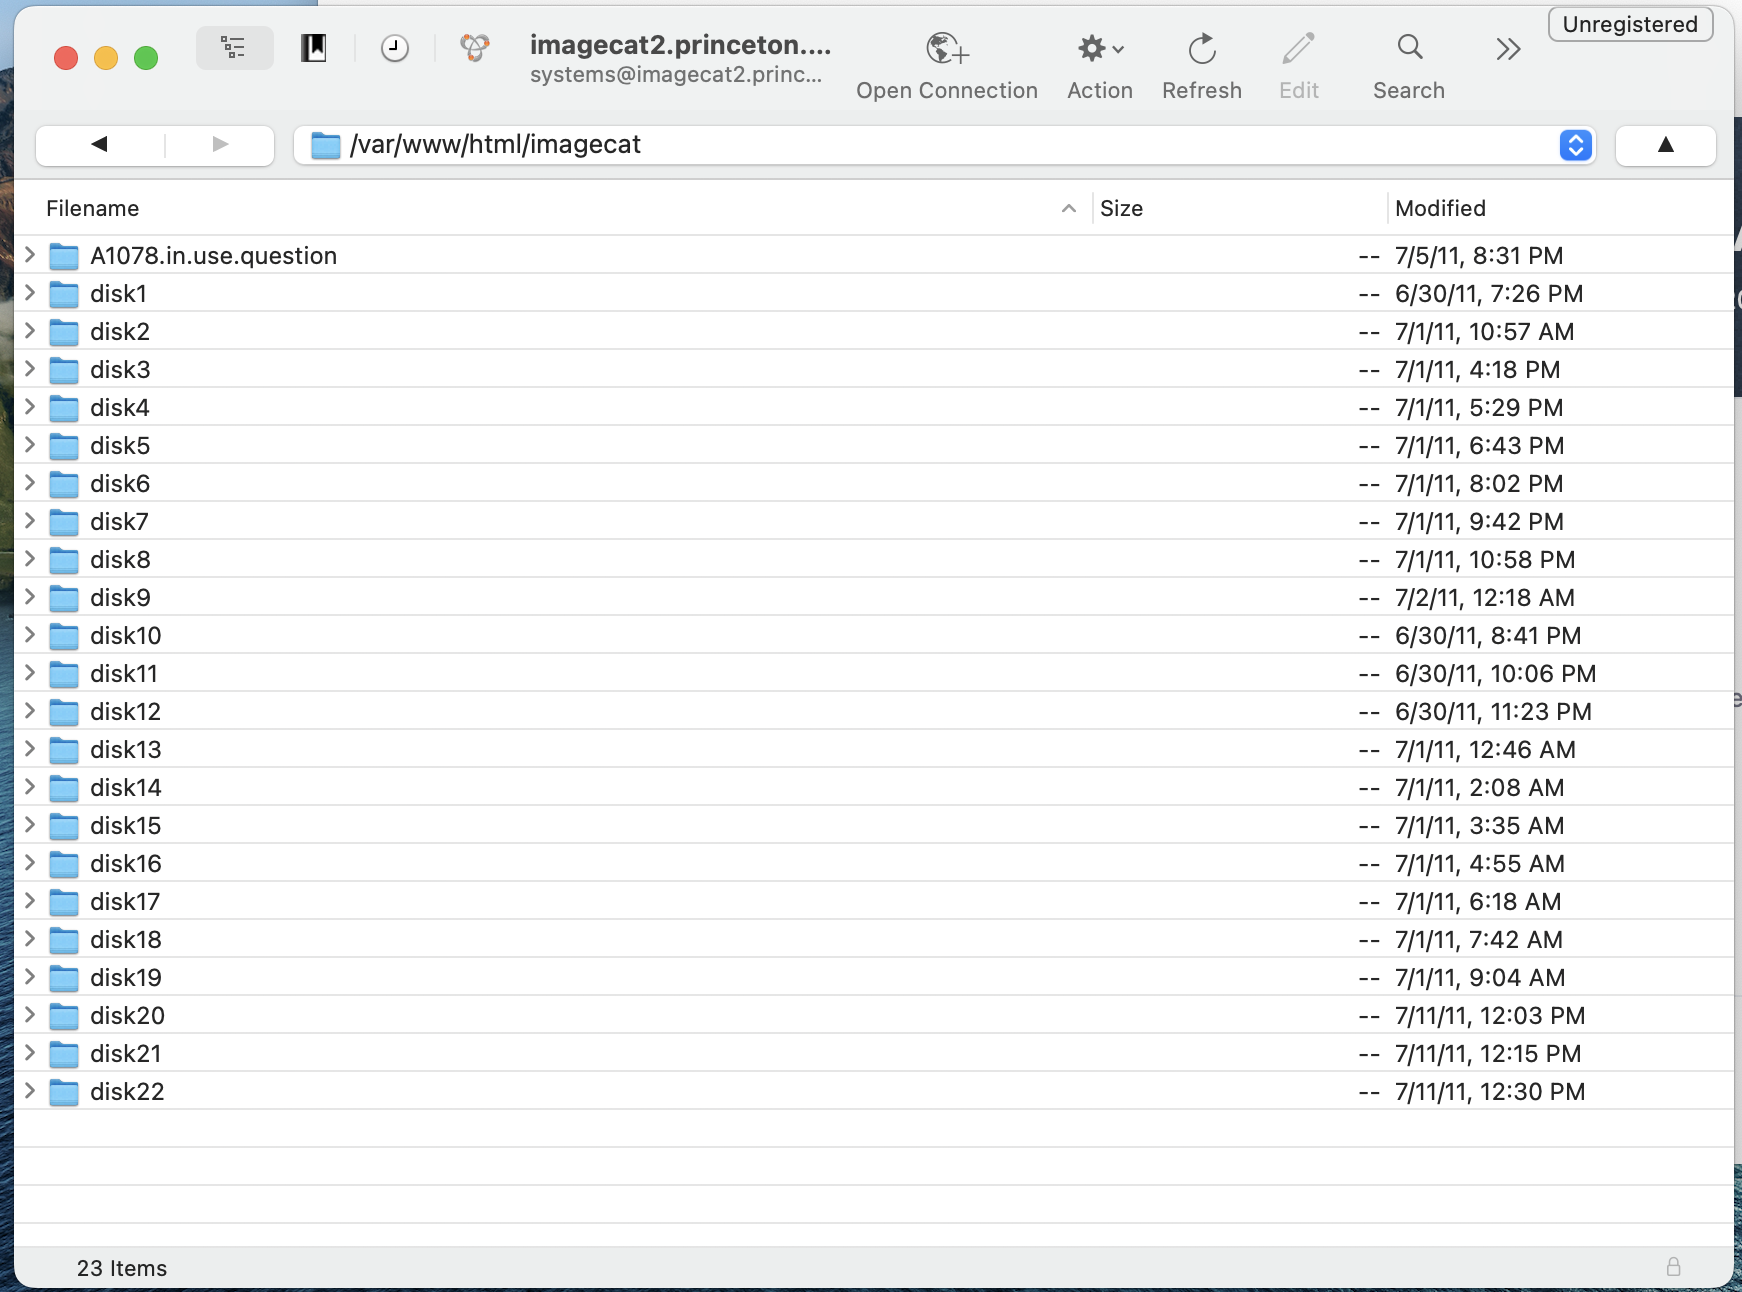 Unregistered
imagecat2.princeton....
systems@imagecat2.princ...
Open Connection
Action
Refresh
Edit
Search
/var/www/html/imagecat
Filename Size Modified
A1078.in.use.question -- 7/5/11, 8:31 PM
disk1 -- 6/30/11, 7:26 PM
disk2 -- 7/1/11, 10:57 AM
disk3 -- 7/1/11, 4:18 PM
disk4 -- 7/1/11, 5:29 PM
disk5 -- 7/1/11, 6:43 PM
disk6 -- 7/1/11, 8:02 PM
disk7 -- 7/1/11, 9:42 PM
disk8 -- 7/1/11, 10:58 PM
disk9 -- 7/2/11, 12:18 AM
disk10 -- 6/30/11, 8:41 PM
disk11 -- 6/30/11, 10:06 PM
disk12 -- 6/30/11, 11:23 PM
disk13 -- 7/1/11, 12:46 AM
disk14 -- 7/1/11, 2:08 AM
disk15 -- 7/1/11, 3:35 AM
disk16 -- 7/1/11, 4:55 AM
disk17 -- 7/1/11, 6:18 AM
disk18 -- 7/1/11, 7:42 AM
disk19 -- 7/1/11, 9:04 AM
disk20 -- 7/11/11, 12:03 PM
disk21 -- 7/11/11, 12:15 PM
disk22 -- 7/11/11, 12:30 PM
23 Items